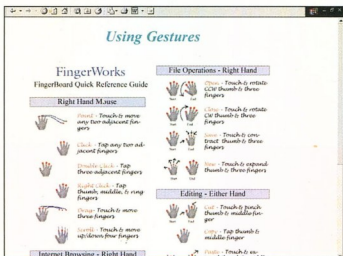 Using Gestures
FingerWorks
FingerBoard Quick Reference Guide
Right Hand Mouse
Point - Touch & move
any two adjacent fin-
gers
Click - Tap any two ad-
jacent fingers
Double-Click - Tap
three adjacent fingers
Right Click - Tap
thumb, middle, & ring
fingers
Drag - Touch & move
three fingers
Scroll - Touch & move
up/down four fingers
Internet Browsing - Right Hand
File Operations - Right Hand
Open - Touch & rotate
CCW thumb & three
fingers
Close - Touch & rotate
CW thumb & three
fingers
Save - Touch & con-
tract thumb & three
fingers
New - Touch & expand
thumb & three fingers
Editing - Either Hand
Cut - Touch & pinch
thumb & middle fin-
ger
Copy - Tap thumb &
middle finger
Paste - Touch & ex-